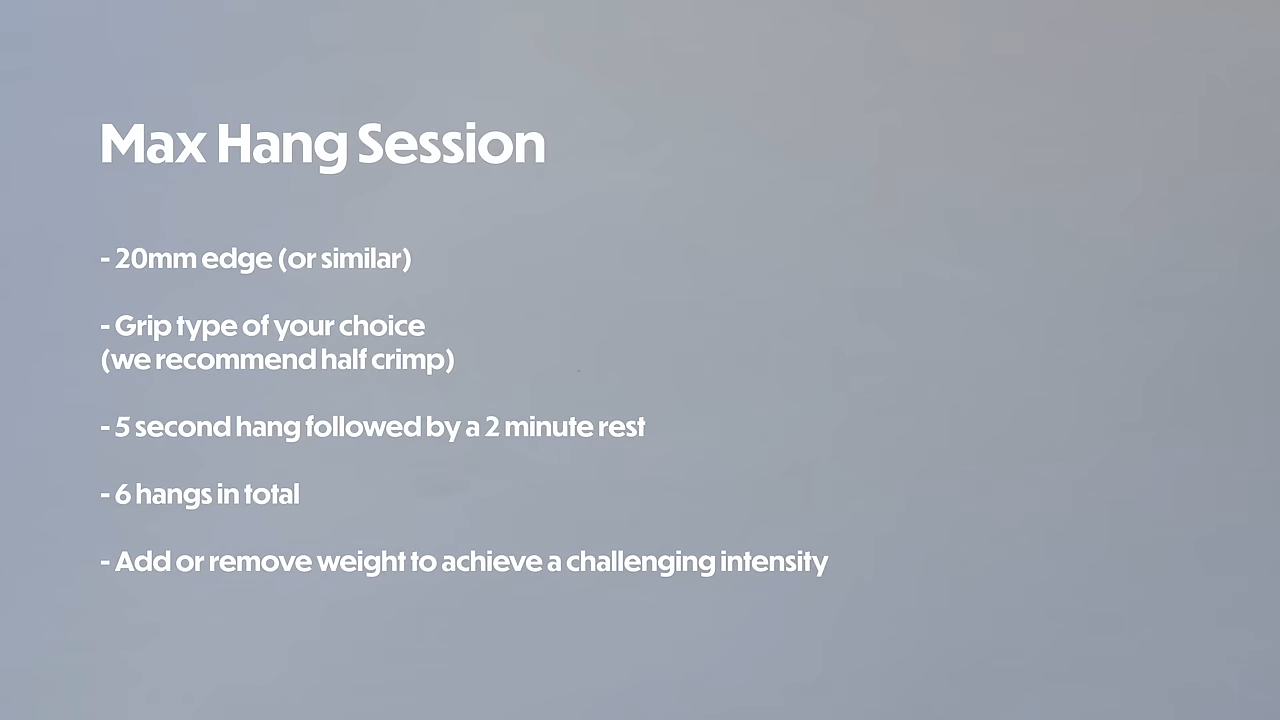 Max Hang Session
- 20mm edge (or similar)
- Grip type of your choice
(we recommend half crimp)
- 5 second hang followed by a 2 minute rest
- 6 hangs in total
- Add or remove weight to achieve a challenging intensity